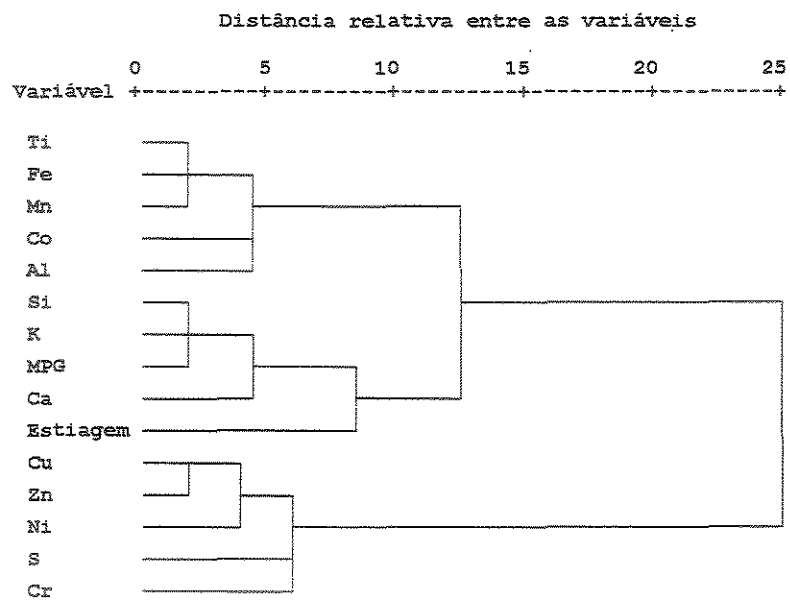 Distância relativa entre as variáveis
0 5 10 15 20 25
Variável +---------+---------+---------+---------+---------+
Ti
Fe
Mn
Co
Al
Si
K
MPG
Ca
Estiagem
Cu
Zn
Ni
S
Cr